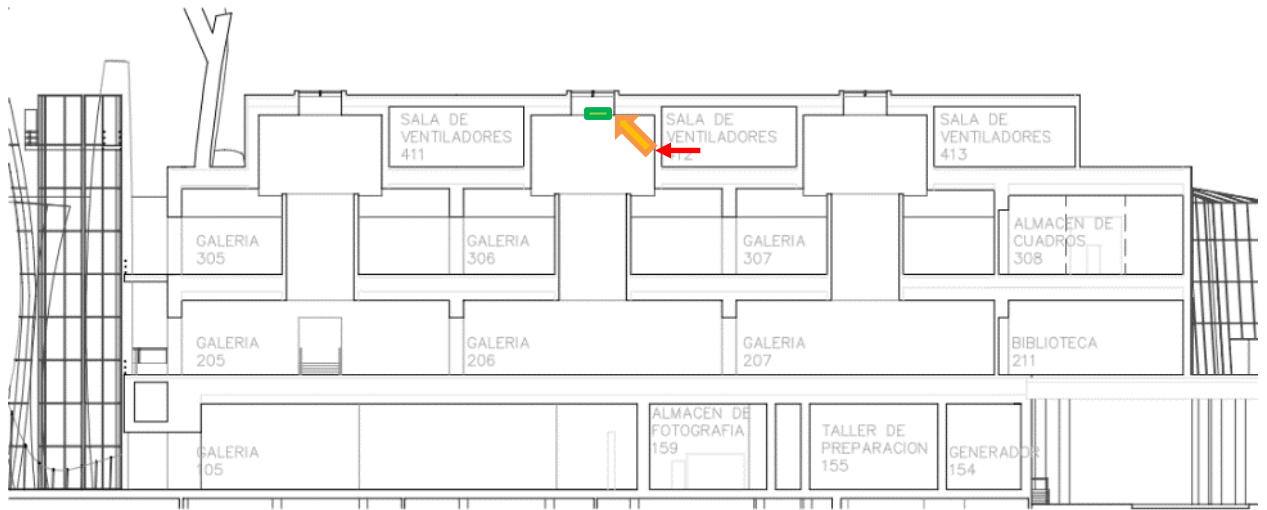 SALA DE
VENTILADORES
411
SALA DE
VENTILADORES
412
SALA DE
VENTILADORES
413
GALERIA
305
GALERIA
306
GALERIA
307
ALMACEN DE
CUADROS
308
GALERIA
205
GALERIA
206
GALERIA
207
BIBLIOTECA
211
GALERIA
105
ALMACEN DE
FOTOGRAFIA
159
TALLER DE
PREPARACION
155
GENERADOR
154